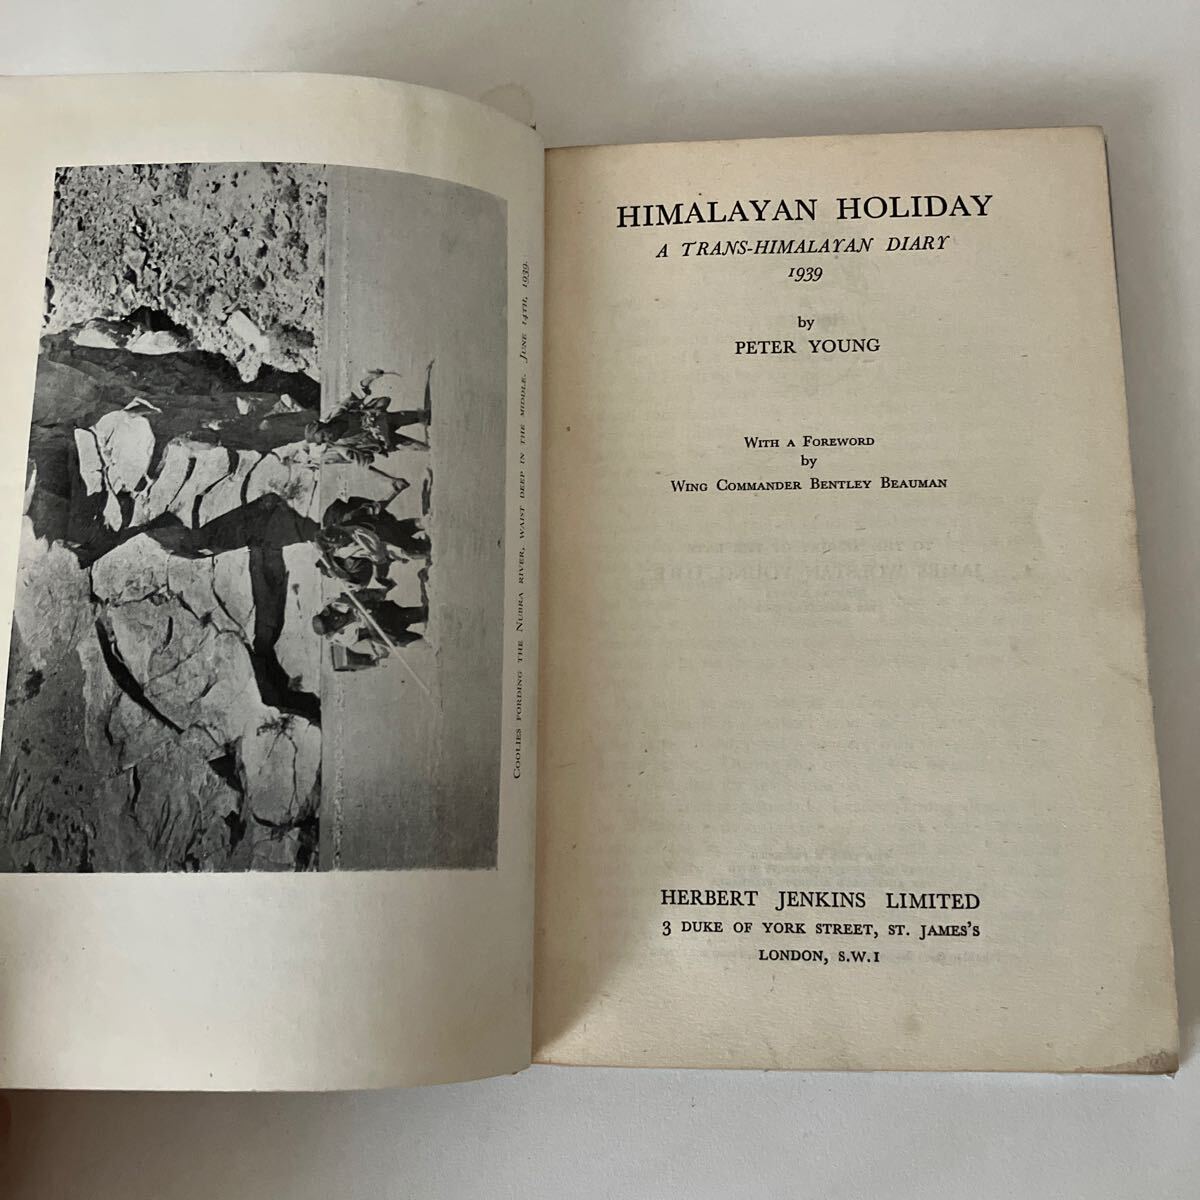 COOLIES FORDING THE NUBRA RIVER, WAIST DEEP IN THE MIDDLE. JUNE 14TH, 1939.
HIMALAYAN HOLIDAY
A TRANS-HIMALAYAN DIARY
1939
by
PETER YOUNG
WITH A FOREWORD
by
WING COMMANDER BENTLEY BEAUMAN
HERBERT JENKINS LIMITED
3 DUKE OF YORK STREET, ST. JAMES'S
LONDON, S.W.1